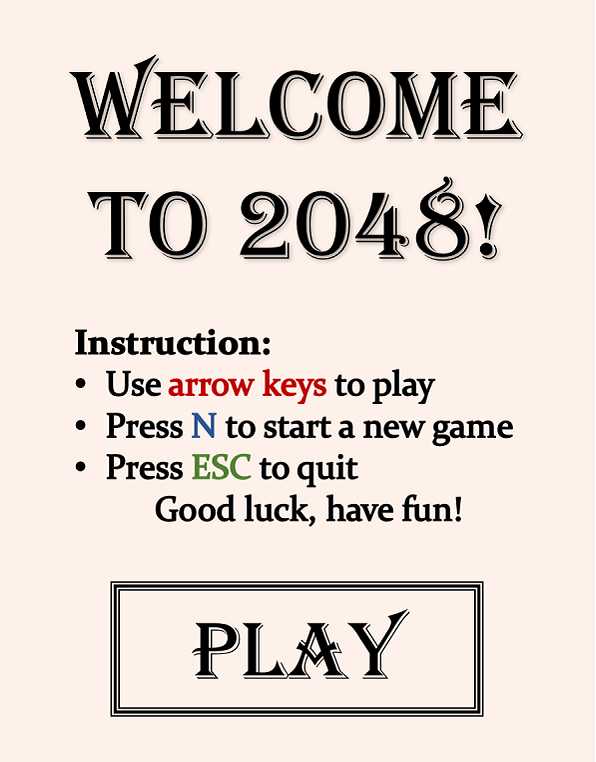 WELCOME
TO 2048!
Instruction:
• Use arrow keys to play
• Press N to start a new game
• Press ESC to quit
Good luck, have fun!
PLAY